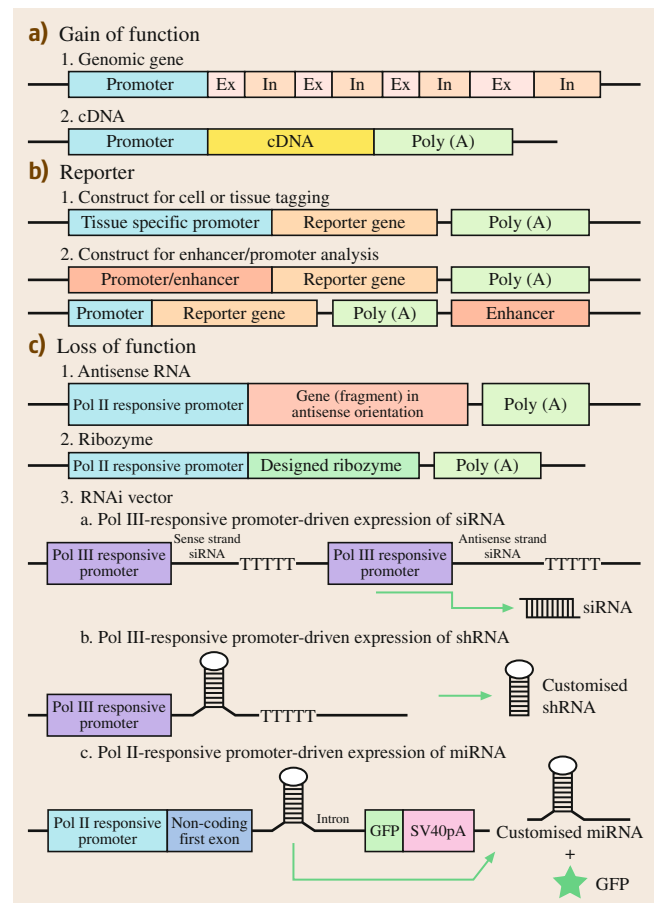 a) Gain of function
1. Genomic gene
Promoter Ex In Ex In Ex In Ex In
2. cDNA
Promoter cDNA Poly (A)
b) Reporter
1. Construct for cell or tissue tagging
Tissue specific promoter Reporter gene Poly (A)
2. Construct for enhancer/promoter analysis
Promoter/enhancer Reporter gene Poly (A)
Promoter Reporter gene Poly (A) Enhancer
c) Loss of function
1. Antisense RNA
Pol II responsive promoter Gene (fragment) in
antisense orientation Poly (A)
2. Ribozyme
Pol II responsive promoter Designed ribozyme Poly (A)
3. RNAi vector
a. Pol III-responsive promoter-driven expression of siRNA
Pol III responsive
promoter
Sense strand
siRNA
TTTTT
Pol III responsive
promoter
Antisense strand
siRNA
TTTTT
siRNA
b. Pol III-responsive promoter-driven expression of shRNA
Pol III responsive
promoter
TTTTT
Customised
shRNA
c. Pol II-responsive promoter-driven expression of miRNA
Pol II responsive
promoter
Non-coding
first exon
Intron
GFP SV40pA
Customised miRNA
+
GFP